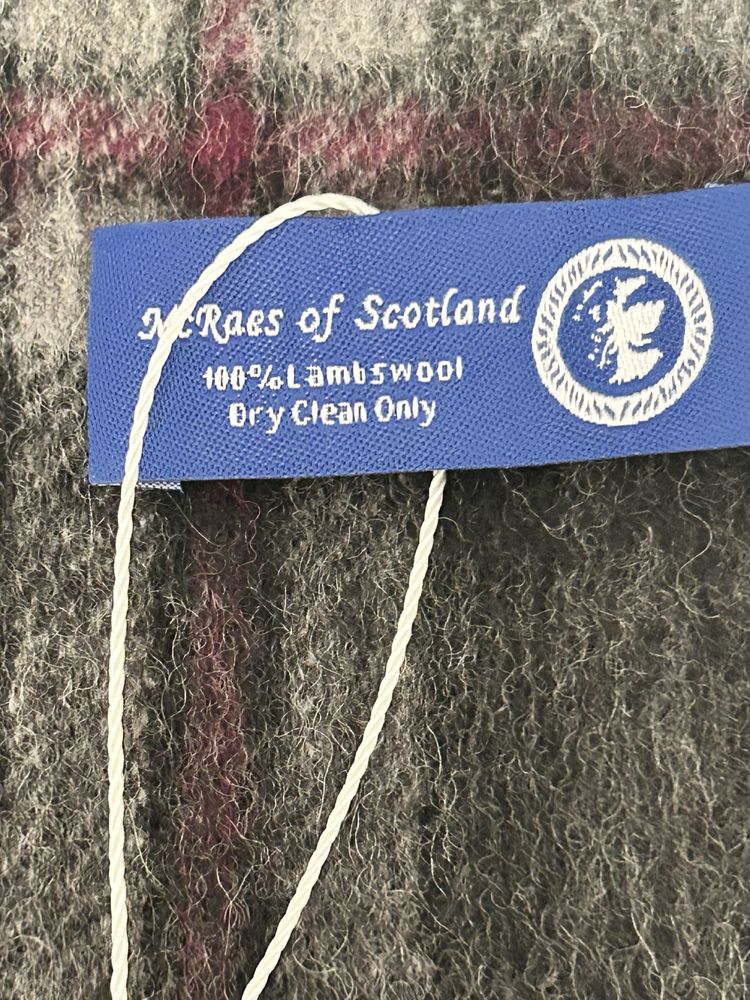 McRaes of Scotland
100% Lambswool
Dry Clean Only